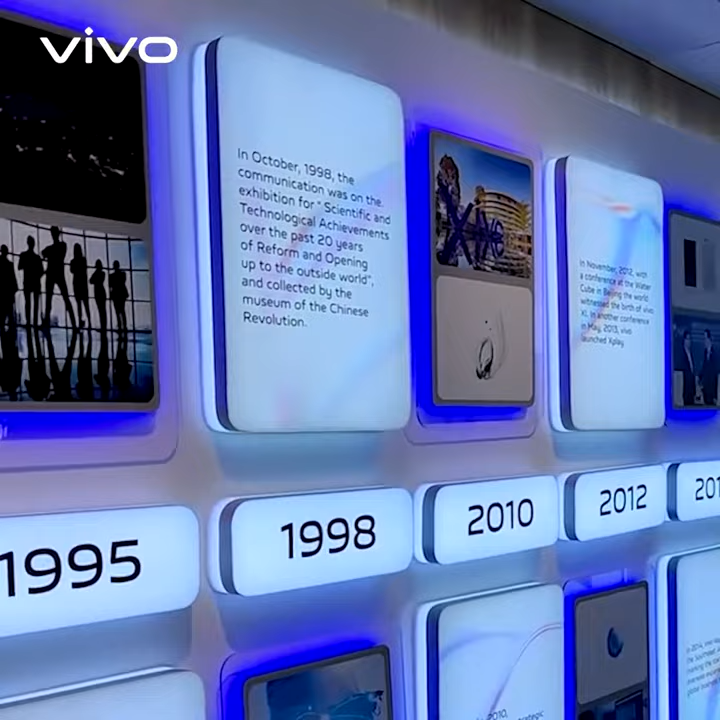 vivo
In October, 1998, the
communication was on the
exhibition for " Scientific and
Technological Achievements
over the past 20 years
of Reform and Opening
up to the outside world",
and collected by the
museum of the Chinese
Revolution.
In November, 2012, with
a conference at the Water
Cube in Beijing the world
witnessed the birth of vivo
X1. In another conference
in May, 2013, vivo
launched Xplay.
1995
1998
2010
2012
201
2010,